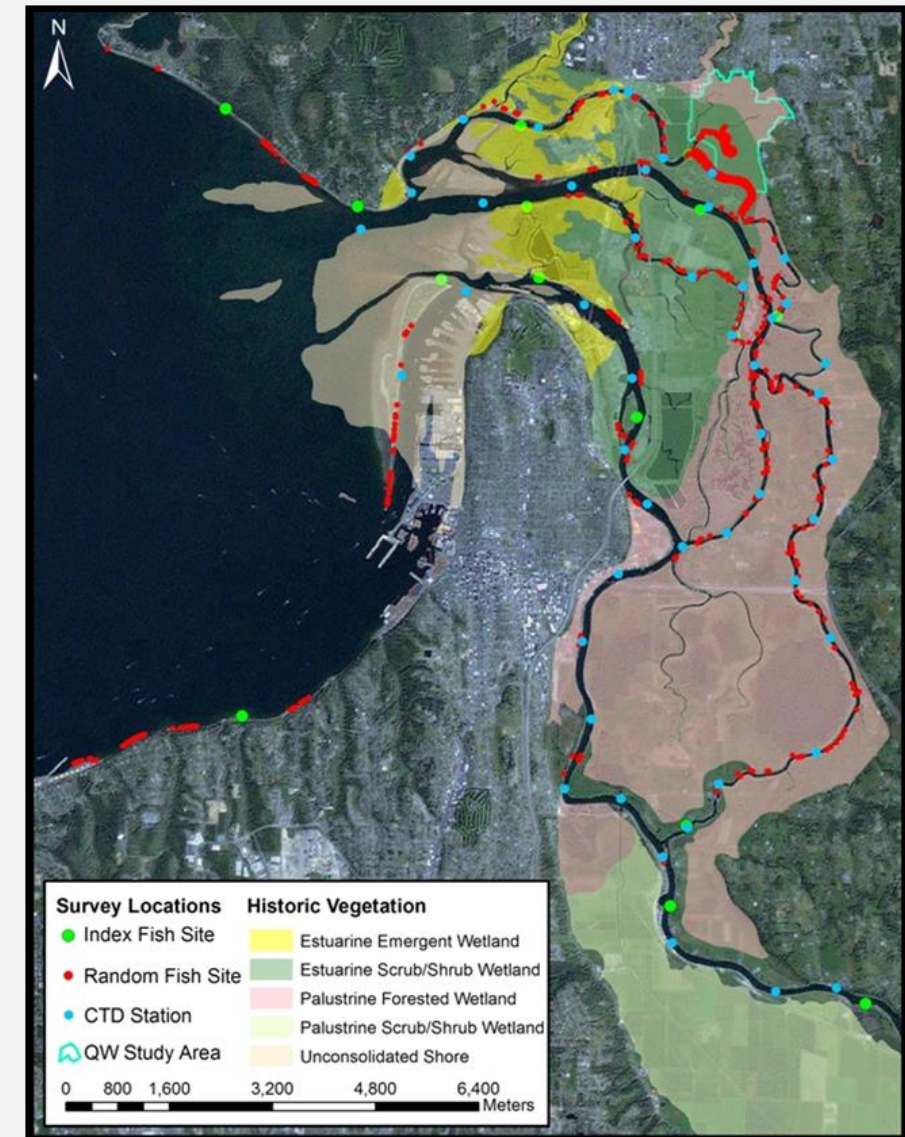 N
Survey Locations Historic Vegetation
Index Fish Site Estuarine Emergent Wetland
Random Fish Site Estuarine Scrub/Shrub Wetland
CTD Station Palustrine Forested Wetland
QW Study Area Palustrine Scrub/Shrub Wetland
Unconsolidated Shore
0 800 1,600 3,200 4,800 6,400
Meters